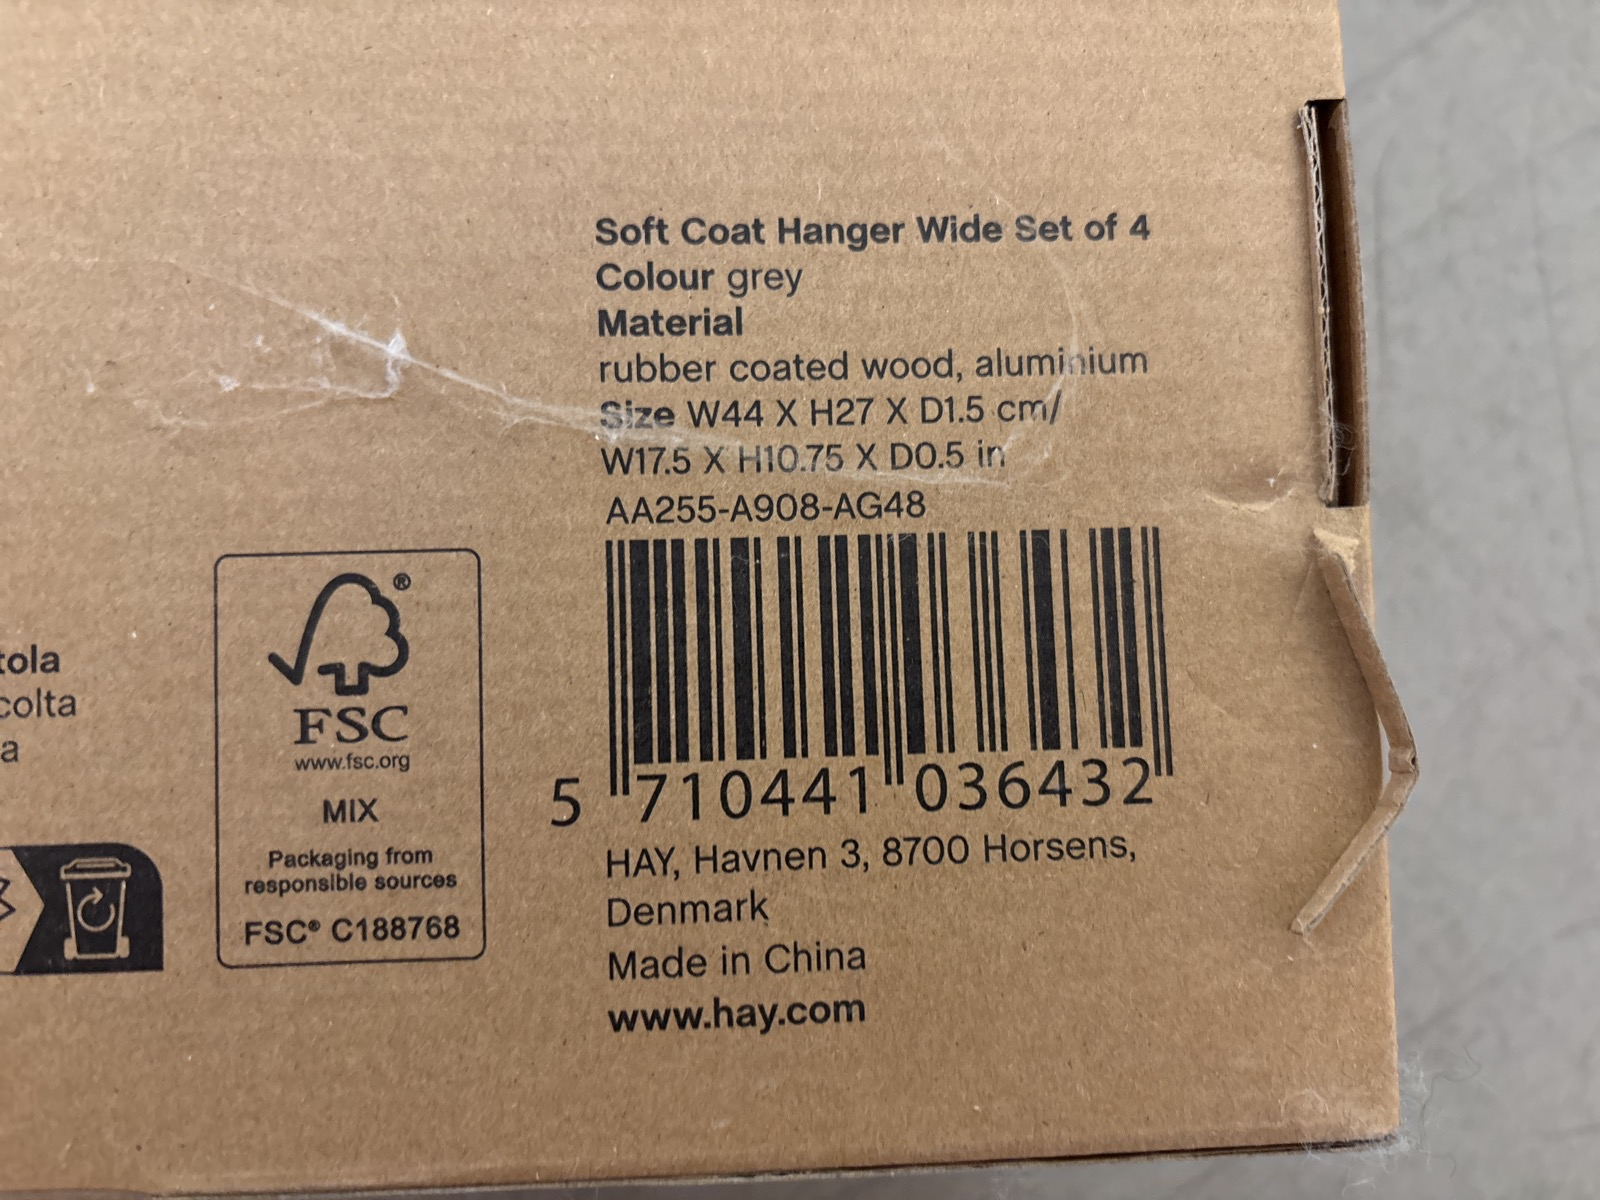 Soft Coat Hanger Wide Set of 4
Colour grey
Material
rubber coated wood, aluminium
Size W44 X H27 X D1.5 cm/
W17.5 X H10.75 X D0.5 in
AA255-A908-AG48
5 710441 036432
HAY, Havnen 3, 8700 Horsens,
Denmark
Made in China
www.hay.com
®
FSC
www.fsc.org
MIX
Packaging from
responsible sources
FSC® C188768
tola
colta
a